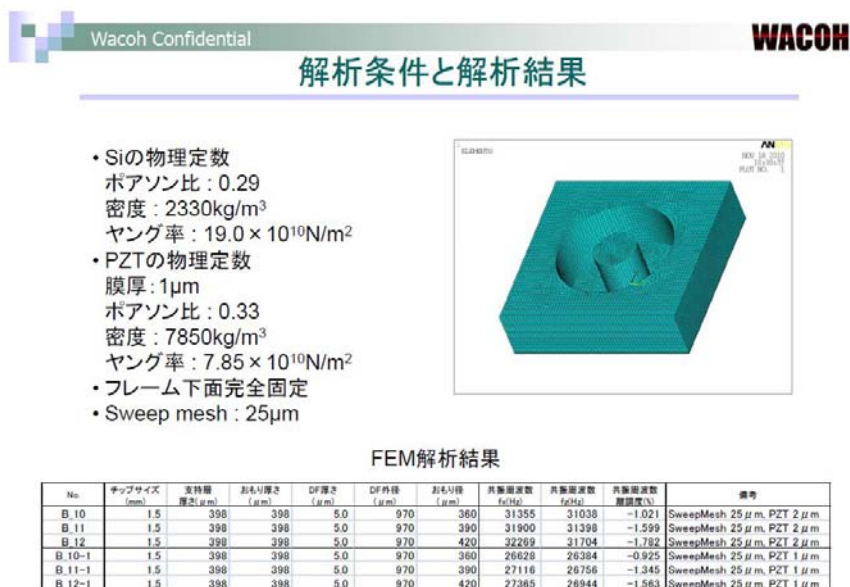 Wacoh Confidential
WACOH
解析条件と解析結果
• Siの物理定数
ポアソン比 : 0.29
密度 : 2330kg/m³
ヤング率 : 19.0 × 10¹⁰N/m²
• PZTの物理定数
膜厚 : 1μm
ポアソン比 : 0.33
密度 : 7850kg/m³
ヤング率 : 7.85 × 10¹⁰N/m²
• フレーム下面完全固定
• Sweep mesh : 25μm
ELEMENTS
AN
NOV 18 2010
PLOT NO. 1
FEM解析結果
No. チップサイズ(mm) 支持層厚さ(μm) おもり厚さ(μm) DF厚さ(μm) DF外径(μm) おもり径(μm) 共振周波数fx(Hz) 共振周波数fz(Hz) 共振周波数離調度(%) 備考
B_10 1.5 398 398 5.0 970 360 31355 31038 -1.021 SweepMesh 25μm, PZT 2μm
B_11 1.5 398 398 5.0 970 390 31900 31398 -1.599 SweepMesh 25μm, PZT 2μm
B_12 1.5 398 398 5.0 970 420 32269 31704 -1.782 SweepMesh 25μm, PZT 2μm
B_10-1 1.5 398 398 5.0 970 360 26628 26384 -0.925 SweepMesh 25μm, PZT 1μm
B_11-1 1.5 398 398 5.0 970 390 27116 26756 -1.345 SweepMesh 25μm, PZT 1μm
B_12-1 1.5 398 398 5.0 970 420 27365 26944 -1.563 SweepMesh 25μm, PZT 1μm